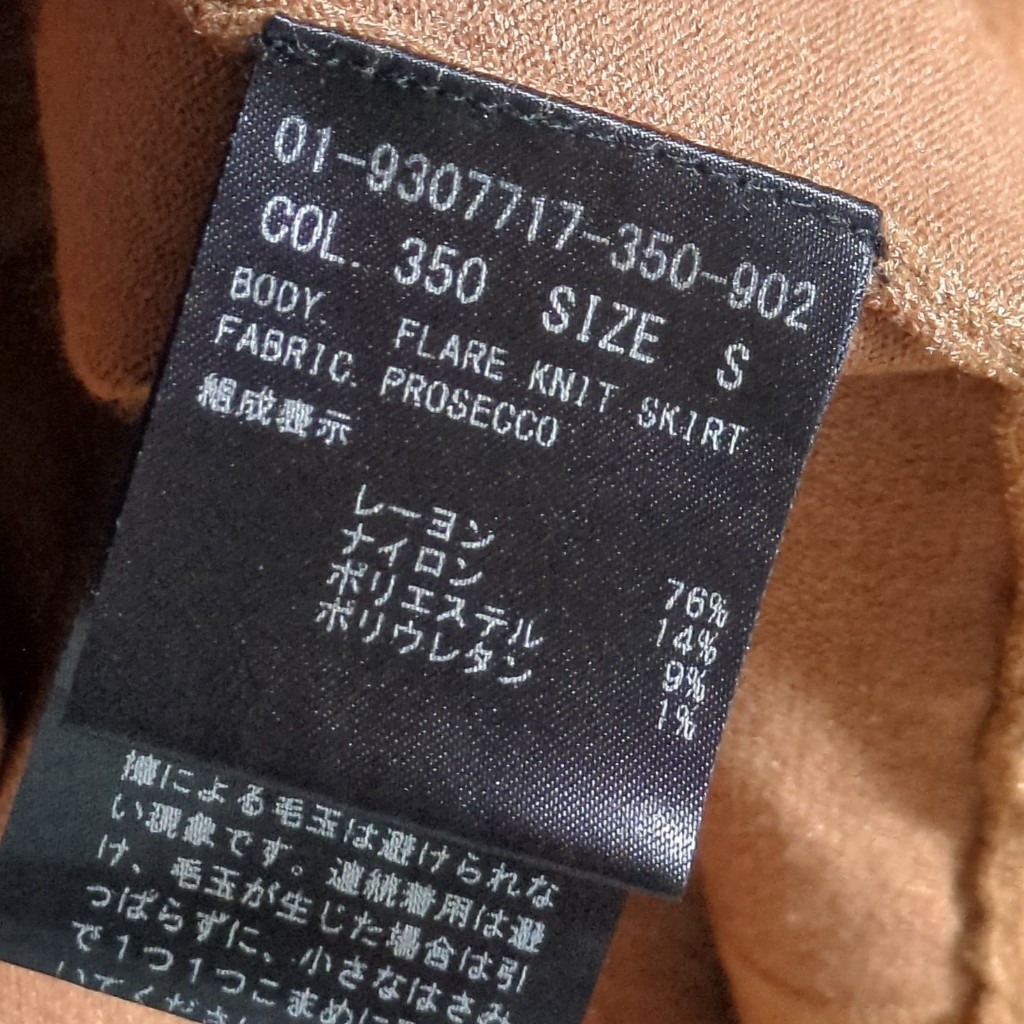 01-9307717-350-902
COL. 350 SIZE S
BODY. FLARE KNIT SKIRT
FABRIC. PROSECCO
組成表示
レーヨン 76%
ナイロン 14%
ポリエステル 9%
ポリウレタン 1%
擦による毛玉は避けられな
い現象です。連続着用は避
け、毛玉が生じた場合は引
っぱらずに、小さなはさみ
で1つ1つこまめに
いてくださ